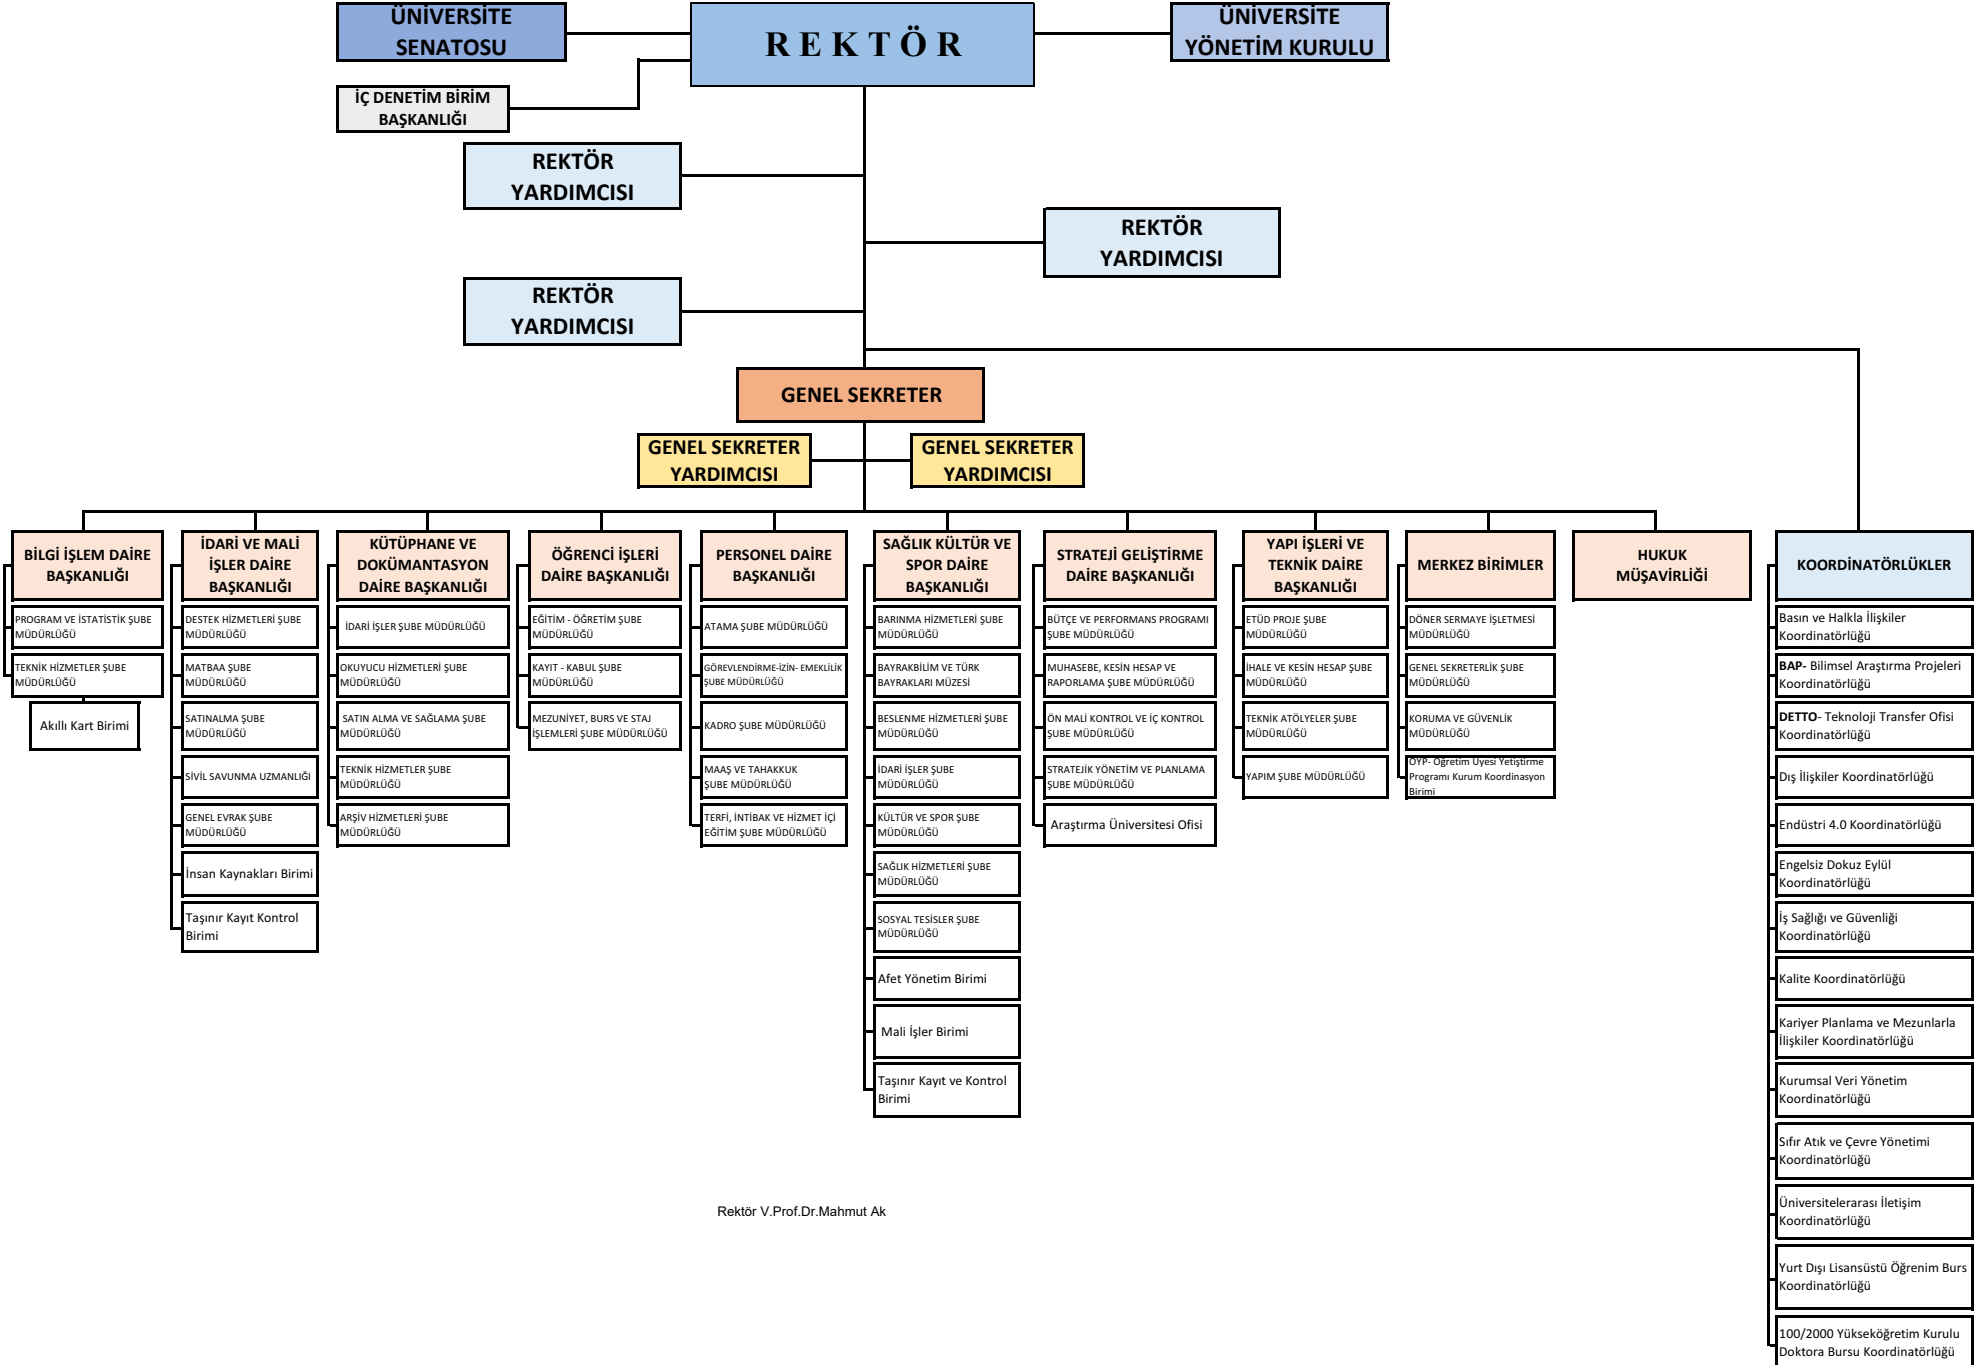 ÜNİVERSİTE
SENATOSU
R E K T Ö R
ÜNİVERSİTE
YÖNETİM KURULU
İÇ DENETİM BİRİM
BAŞKANLIĞI
REKTÖR
YARDIMCISI
REKTÖR
YARDIMCISI
REKTÖR
YARDIMCISI
GENEL SEKRETER
GENEL SEKRETER
YARDIMCISI
GENEL SEKRETER
YARDIMCISI
BİLGİ İŞLEM DAİRE
BAŞKANLIĞI
PROGRAM VE İSTATİSTİK ŞUBE
MÜDÜRLÜĞÜ
TEKNİK HİZMETLER ŞUBE
MÜDÜRLÜĞÜ
Akıllı Kart Birimi
İDARİ VE MALİ
İŞLER DAİRE
BAŞKANLIĞI
DESTEK HİZMETLERİ ŞUBE
MÜDÜRLÜĞÜ
MATBAA ŞUBE
MÜDÜRLÜĞÜ
SATINALMA ŞUBE
MÜDÜRLÜĞÜ
SİVİL SAVUNMA UZMANLIĞI
GENEL EVRAK ŞUBE
MÜDÜRLÜĞÜ
İnsan Kaynakları Birimi
Taşınır Kayıt Kontrol
Birimi
KÜTÜPHANE VE
DOKÜMANTASYON
DAİRE BAŞKANLIĞI
İDARİ İŞLER ŞUBE MÜDÜRLÜĞÜ
OKUYUCU HİZMETLERİ ŞUBE
MÜDÜRLÜĞÜ
SATIN ALMA VE SAĞLAMA ŞUBE
MÜDÜRLÜĞÜ
TEKNİK HİZMETLER ŞUBE
MÜDÜRLÜĞÜ
ARŞİV HİZMETLERİ ŞUBE
MÜDÜRLÜĞÜ
ÖĞRENCİ İŞLERİ
DAİRE BAŞKANLIĞI
EĞİTİM - ÖĞRETİM ŞUBE
MÜDÜRLÜĞÜ
KAYIT - KABUL ŞUBE
MÜDÜRLÜĞÜ
MEZUNİYET, BURS VE STAJ
İŞLEMLERİ ŞUBE MÜDÜRLÜĞÜ
PERSONEL DAİRE
BAŞKANLIĞI
ATAMA ŞUBE MÜDÜRLÜĞÜ
GÖREVLENDİRME-İZİN- EMEKLİLİK
ŞUBE MÜDÜRLÜĞÜ
KADRO ŞUBE MÜDÜRLÜĞÜ
MAAŞ VE TAHAKKUK
ŞUBE MÜDÜRLÜĞÜ
TERFİ, İNTİBAK VE HİZMET İÇİ
EĞİTİM ŞUBE MÜDÜRLÜĞÜ
SAĞLIK KÜLTÜR VE
SPOR DAİRE
BAŞKANLIĞI
BARINMA HİZMETLERİ ŞUBE
MÜDÜRLÜĞÜ
BAYRAKBİLİM VE TÜRK
BAYRAKLARI MÜZESİ
BESLENME HİZMETLERİ ŞUBE
MÜDÜRLÜĞÜ
İDARİ İŞLER ŞUBE
MÜDÜRLÜĞÜ
KÜLTÜR VE SPOR ŞUBE
MÜDÜRLÜĞÜ
SAĞLIK HİZMETLERİ ŞUBE
MÜDÜRLÜĞÜ
SOSYAL TESİSLER ŞUBE
MÜDÜRLÜĞÜ
Afet Yönetim Birimi
Mali İşler Birimi
Taşınır Kayıt ve Kontrol
Birimi
STRATEJİ GELİŞTİRME
DAİRE BAŞKANLIĞI
BÜTÇE VE PERFORMANS PROGRAMI
ŞUBE MÜDÜRLÜĞÜ
MUHASEBE, KESİN HESAP VE
RAPORLAMA ŞUBE MÜDÜRLÜĞÜ
ÖN MALİ KONTROL VE İÇ KONTROL
ŞUBE MÜDÜRLÜĞÜ
STRATEJİK YÖNETİM VE PLANLAMA
ŞUBE MÜDÜRLÜĞÜ
Araştırma Üniversitesi Ofisi
YAPI İŞLERİ VE
TEKNİK DAİRE
BAŞKANLIĞI
ETÜD PROJE ŞUBE
MÜDÜRLÜĞÜ
İHALE VE KESİN HESAP ŞUBE
MÜDÜRLÜĞÜ
TEKNİK ATÖLYELER ŞUBE
MÜDÜRLÜĞÜ
YAPIM ŞUBE MÜDÜRLÜĞÜ
MERKEZ BİRİMLER
DÖNER SERMAYE İŞLETMESİ
MÜDÜRLÜĞÜ
GENEL SEKRETERLİK ŞUBE
MÜDÜRLÜĞÜ
KORUMA VE GÜVENLİK
MÜDÜRLÜĞÜ
ÖYP- Öğretim Üyesi Yetiştirme
Programı Kurum Koordinasyon
Birimi
HUKUK
MÜŞAVİRLİĞİ
KOORDİNATÖRLÜKLER
Basın ve Halkla İlişkiler
Koordinatörlüğü
BAP- Bilimsel Araştırma Projeleri
Koordinatörlüğü
DETTO- Teknoloji Transfer Ofisi
Koordinatörlüğü
Dış İlişkiler Koordinatörlüğü
Endüstri 4.0 Koordinatörlüğü
Engelsiz Dokuz Eylül
Koordinatörlüğü
İş Sağlığı ve Güvenliği
Koordinatörlüğü
Kalite Koordinatörlüğü
Kariyer Planlama ve Mezunlarla
İlişkiler Koordinatörlüğü
Kurumsal Veri Yönetim
Koordinatörlüğü
Sıfır Atık ve Çevre Yönetimi
Koordinatörlüğü
Üniversitelerarası İletişim
Koordinatörlüğü
Yurt Dışı Lisansüstü Öğrenim Burs
Koordinatörlüğü
100/2000 Yükseköğretim Kurulu
Doktora Bursu Koordinatörlüğü
Rektör V.Prof.Dr.Mahmut Ak